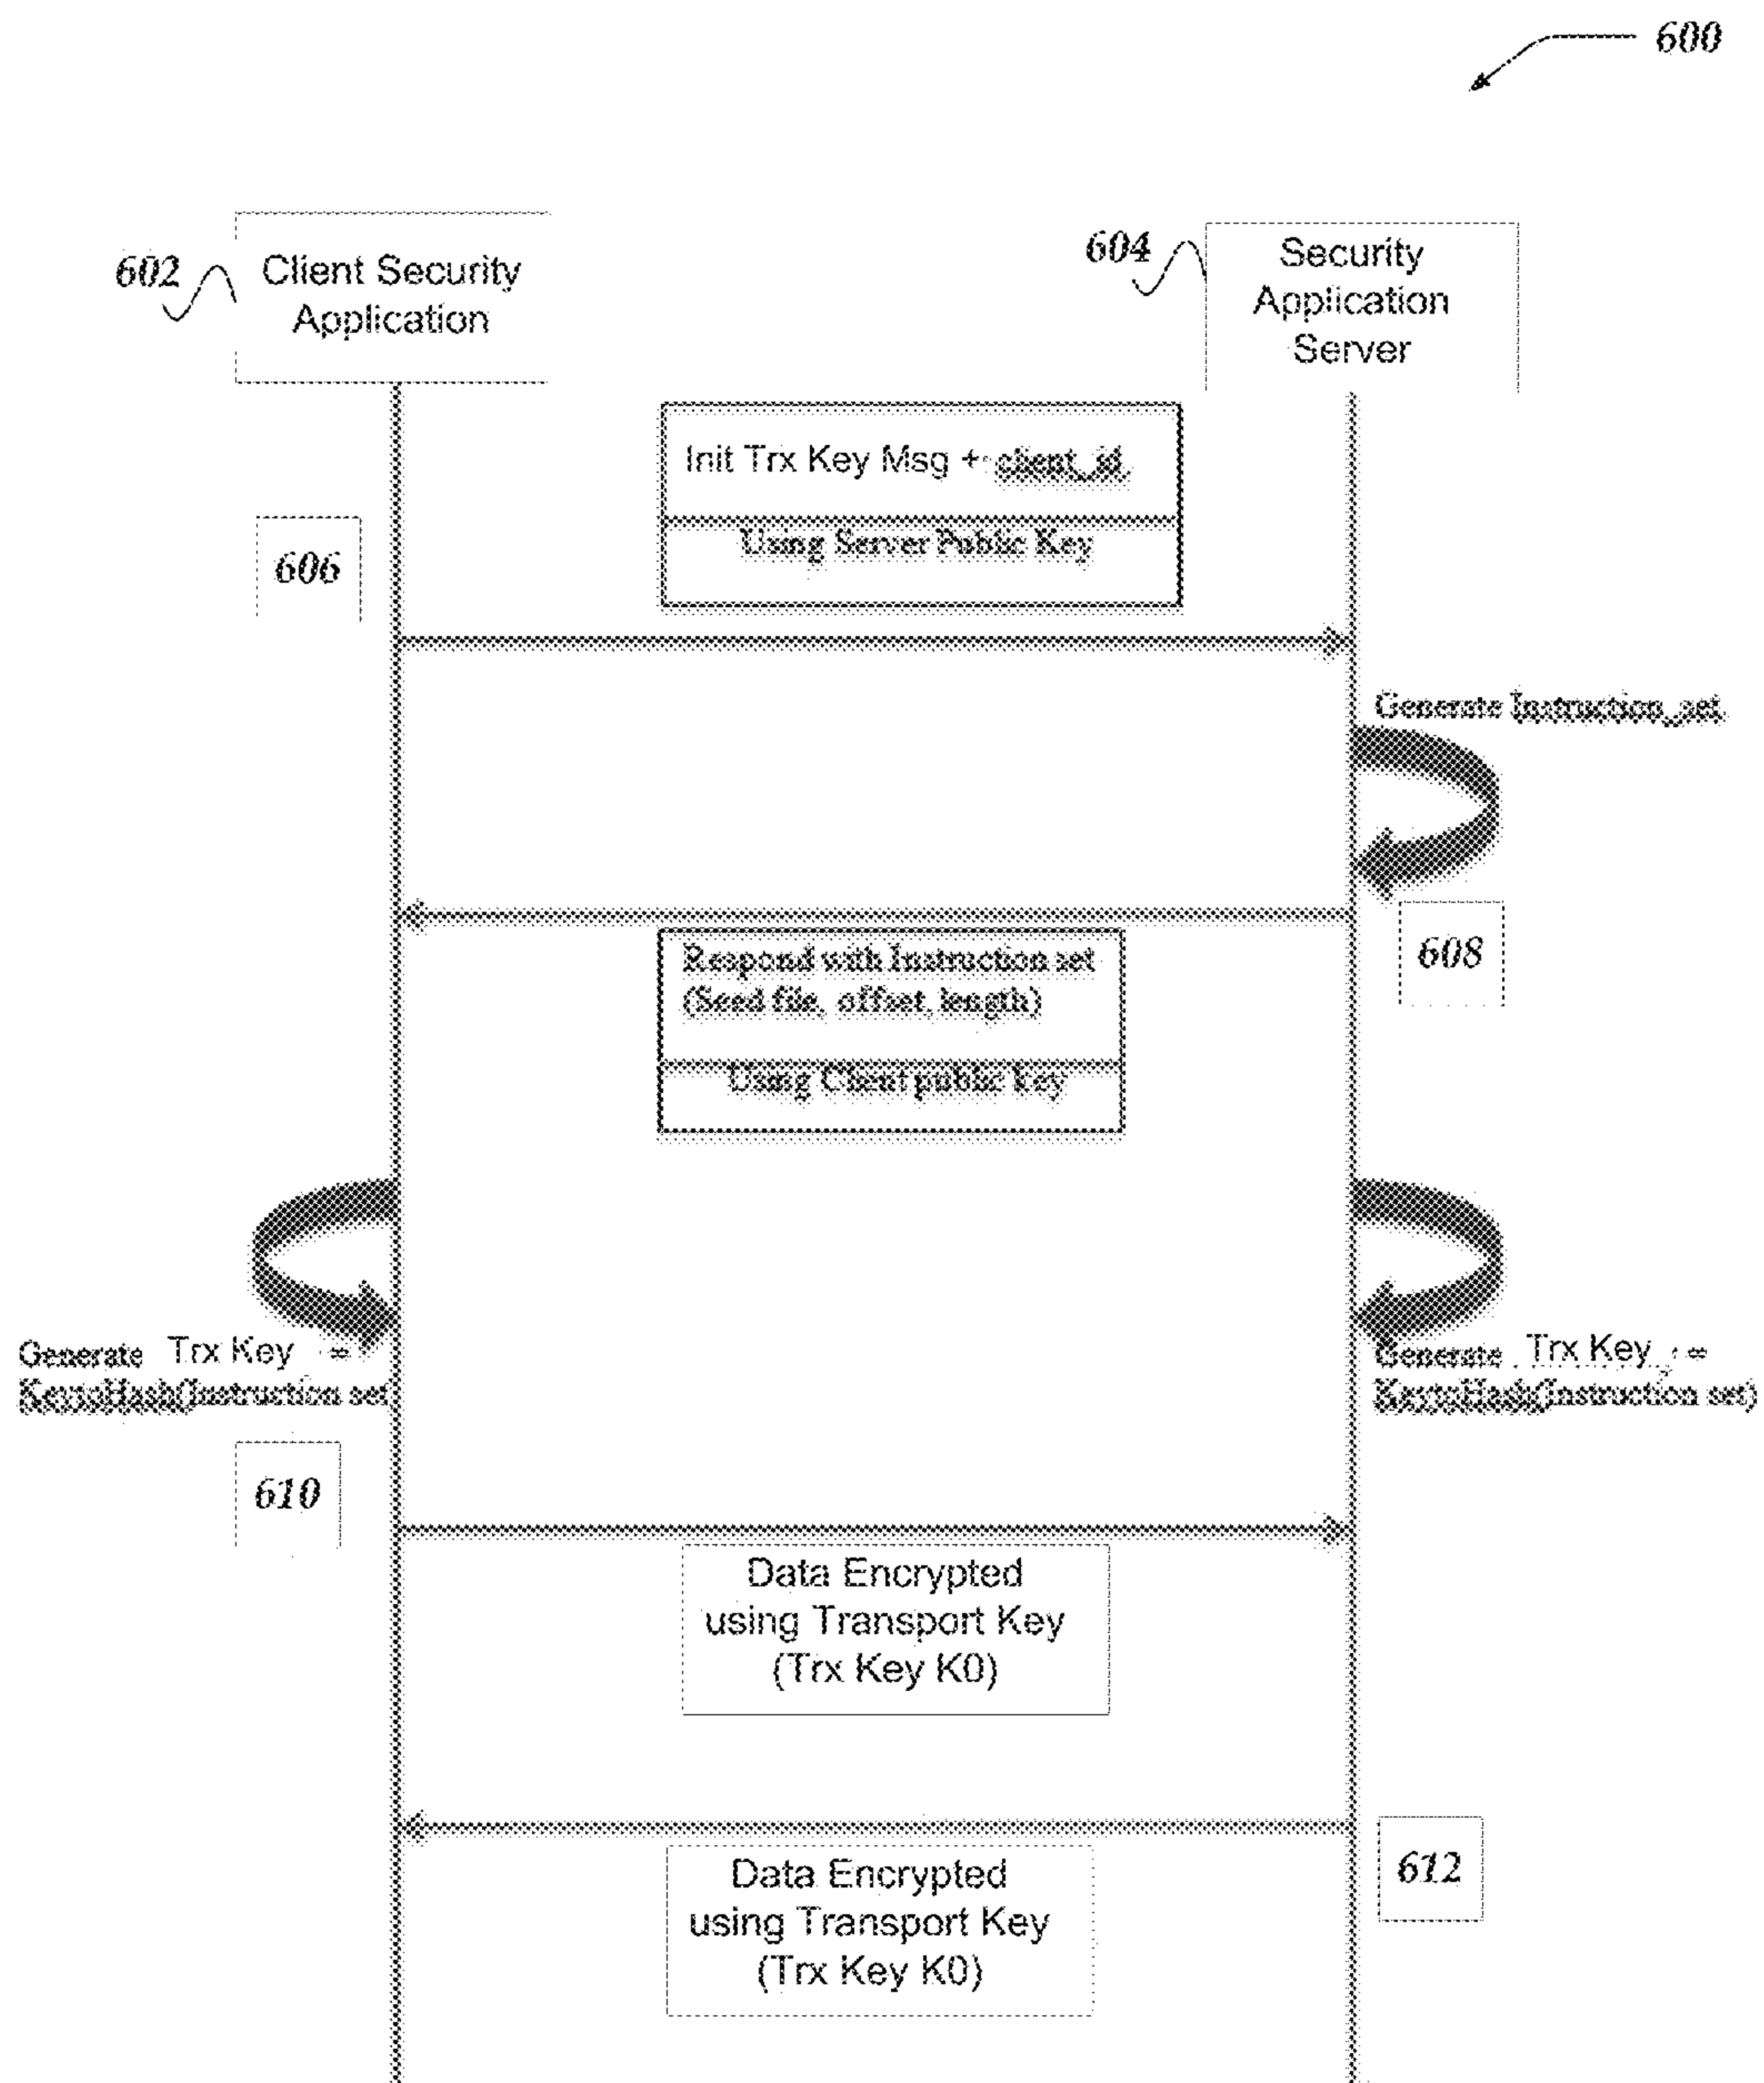 600
602
Client Security
Application
604
Security
Application
Server
Init Trx Key Msg + client_id
Using Server Public Key
606
Generate Instruction_set
608
Respond with Instruction set
(Seed file, offset, length)
Using Client public key
Generate Trx Key =
(Instruction set
Generate Trx Key =
(Instruction set)
610
Data Encrypted
using Transport Key
(Trx Key K0)
612
Data Encrypted
using Transport Key
(Trx Key K0)